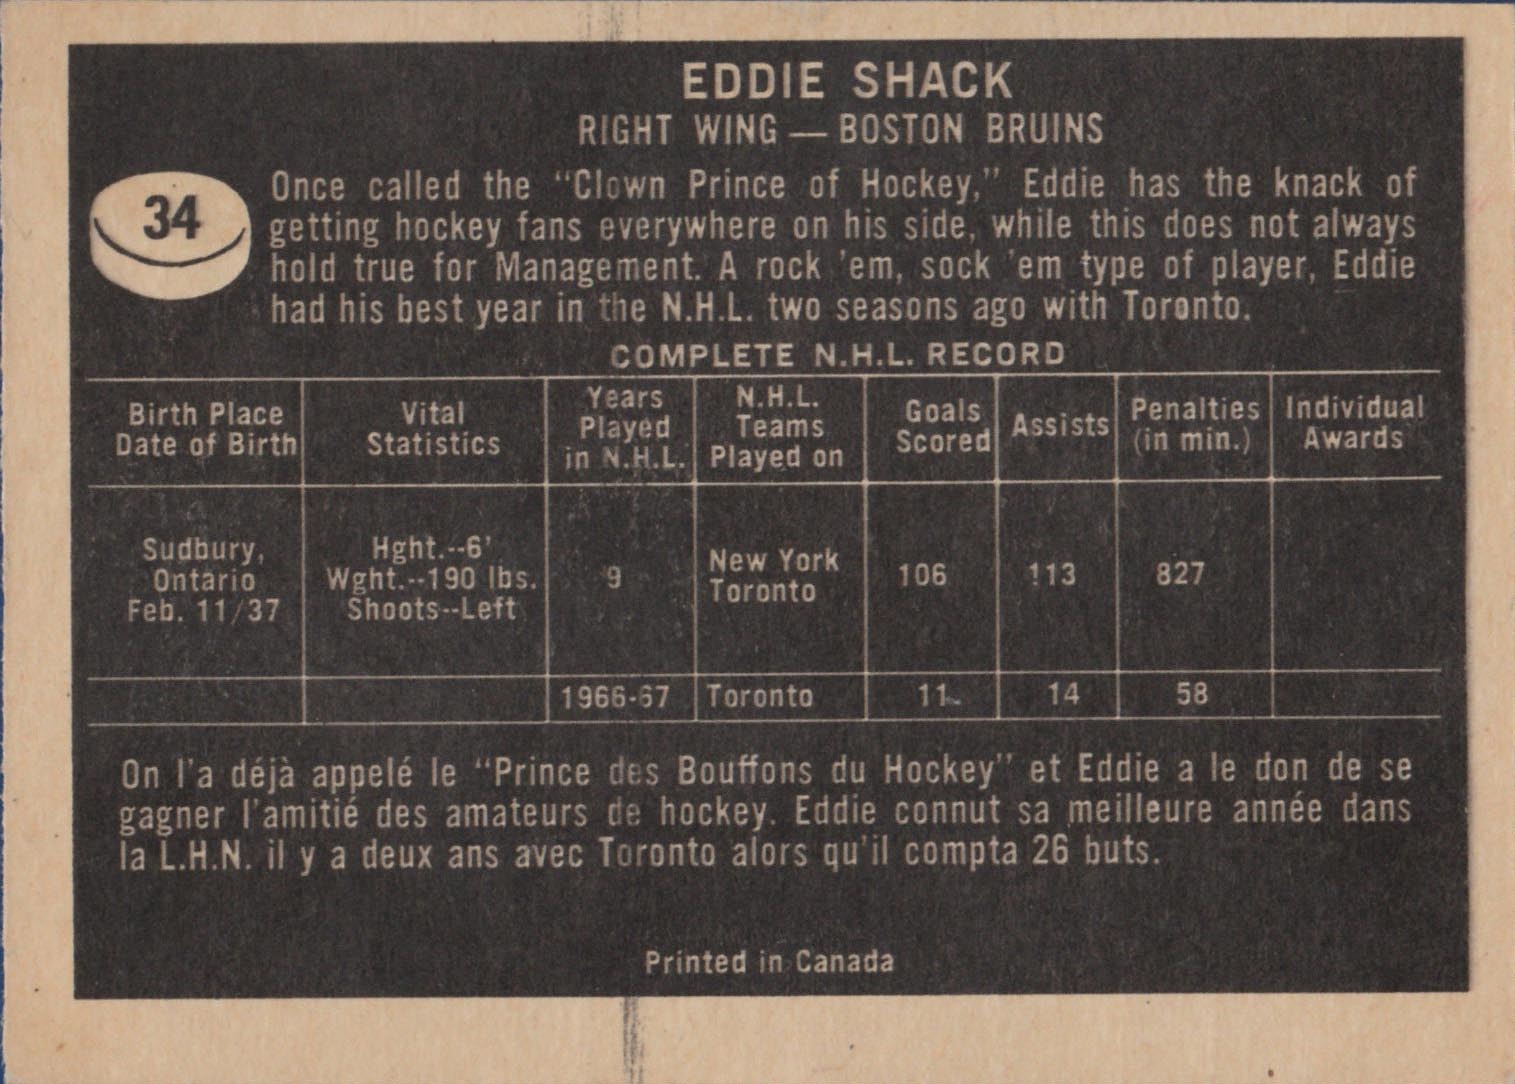 EDDIE SHACK
RIGHT WING — BOSTON BRUINS
34
Once called the "Clown Prince of Hockey," Eddie has the knack of
getting hockey fans everywhere on his side, while this does not always
hold true for Management. A rock 'em, sock 'em type of player, Eddie
had his best year in the N.H.L. two seasons ago with Toronto.
COMPLETE N.H.L. RECORD
Birth Place
Date of Birth
Vital
Statistics
Years
Played
in N.H.L.
N.H.L.
Teams
Played on
Goals
Scored
Assists
Penalties
(in min.)
Individual
Awards
Sudbury,
Ontario
Feb. 11/37
Hght.--6'
Wght.--190 lbs.
Shoots--Left
9
New York
Toronto
106
113
827
1966-67
Toronto
11
14
58
On l'a déjà appelé le "Prince des Bouffons du Hockey" et Eddie a le don de se
gagner l'amitié des amateurs de hockey. Eddie connut sa meilleure année dans
la L.H.N. il y a deux ans avec Toronto alors qu'il compta 26 buts.
Printed in Canada